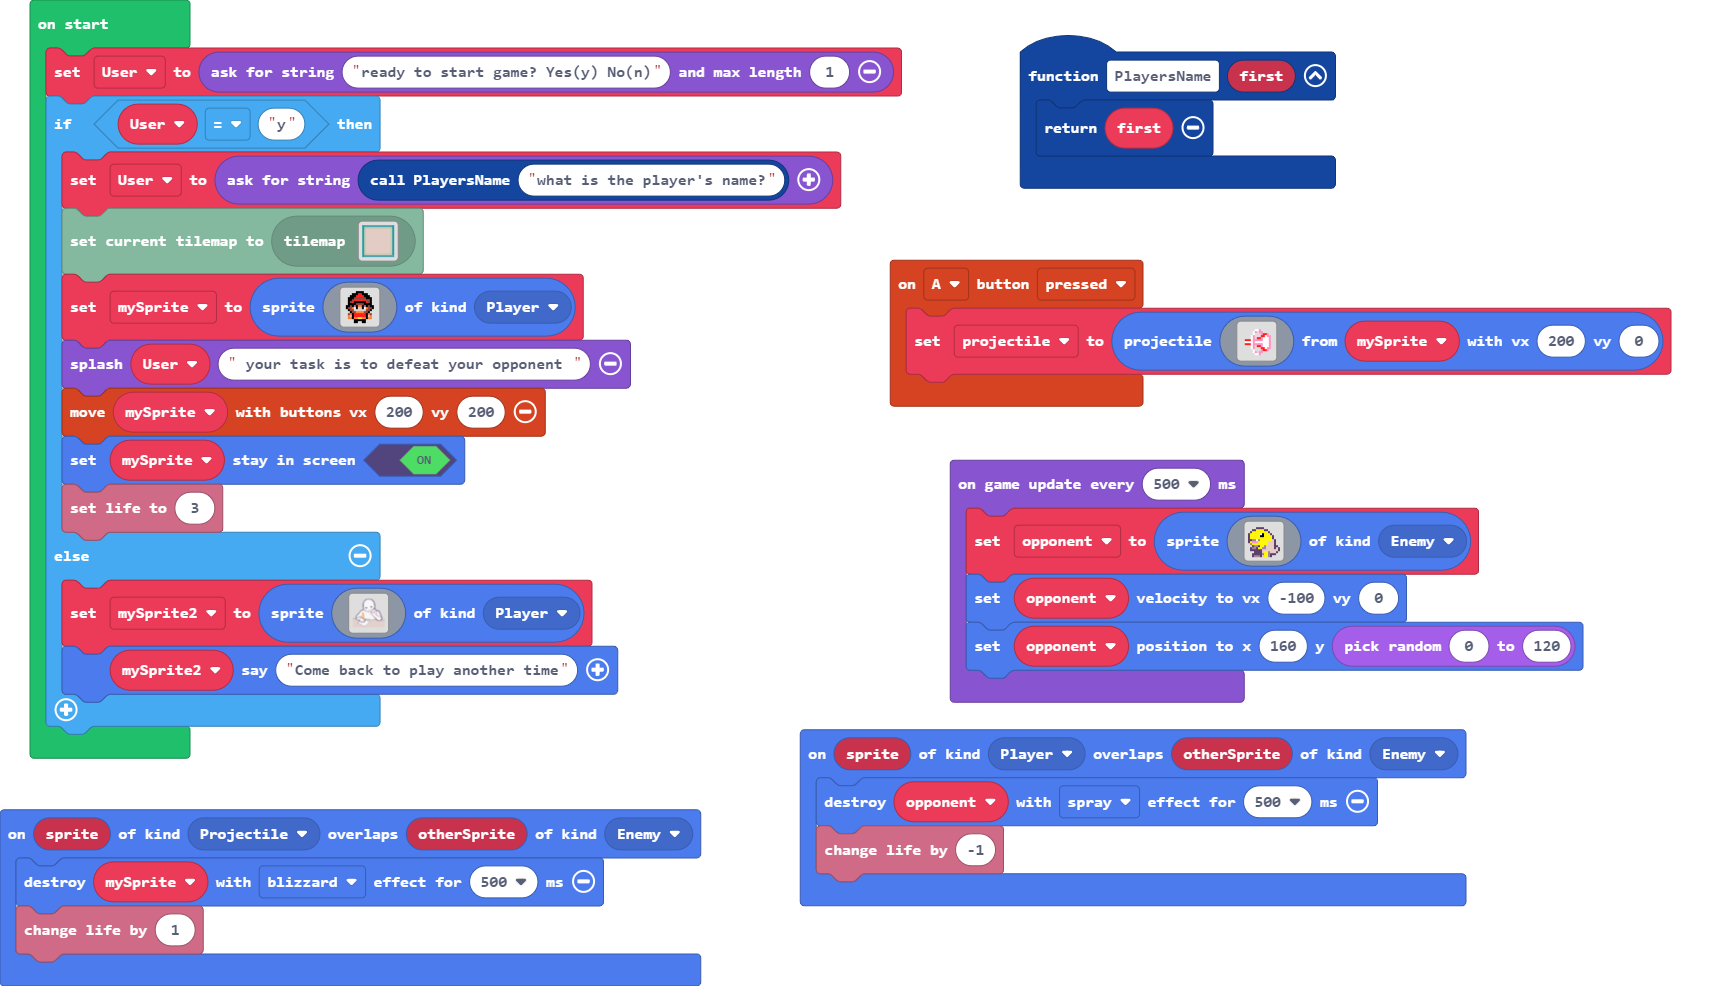 on start
set User to ask for string "ready to start game? Yes(y) No(n)" and max length 1
if User = "y" then
set User to ask for string call PlayersName "what is the player's name?"
set current tilemap to tilemap
set mySprite to sprite of kind Player
splash User " your task is to defeat your opponent "
move mySprite with buttons vx 200 vy 200
set mySprite stay in screen ON
set life to 3
else
set mySprite2 to sprite of kind Player
mySprite2 say "Come back to play another time"
function PlayersName first
return first
on A button pressed
set projectile to projectile from mySprite with vx 200 vy 0
on game update every 500 ms
set opponent to sprite of kind Enemy
set opponent velocity to vx -100 vy 0
set opponent position to x 160 y pick random 0 to 120
on sprite of kind Player overlaps otherSprite of kind Enemy
destroy opponent with spray effect for 500 ms
change life by -1
on sprite of kind Projectile overlaps otherSprite of kind Enemy
destroy mySprite with blizzard effect for 500 ms
change life by 1